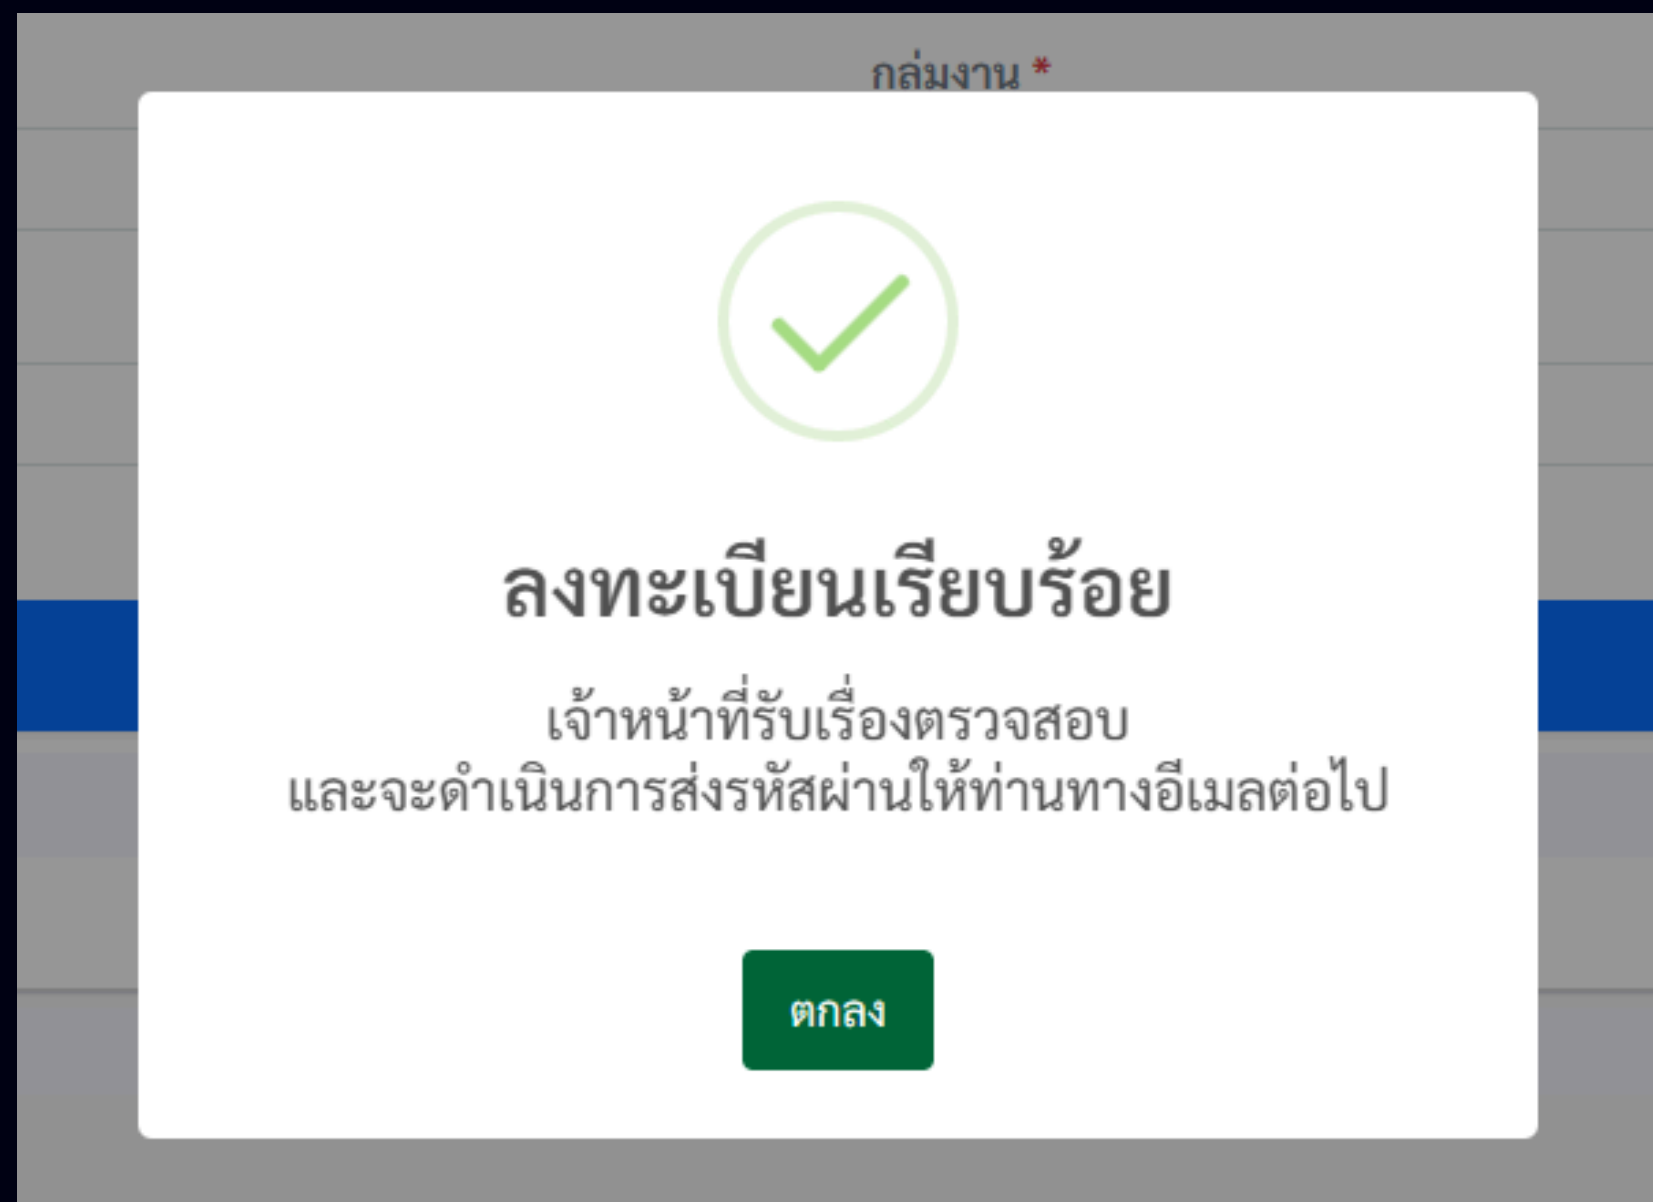 กลุ่มงาน *
ลงทะเบียนเรียบร้อย
เจ้าหน้าที่รับเรื่องตรวจสอบ
และจะดำเนินการส่งรหัสผ่านให้ท่านทางอีเมลต่อไป
ตกลง